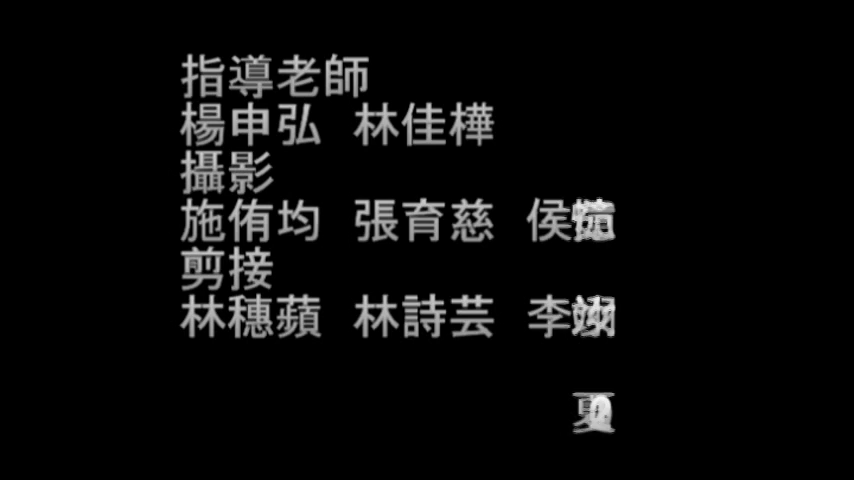 指導老師
楊申弘 林佳樺
攝影
施侑均 張育慈 侯
剪接
林穗蘋 林詩芸 李